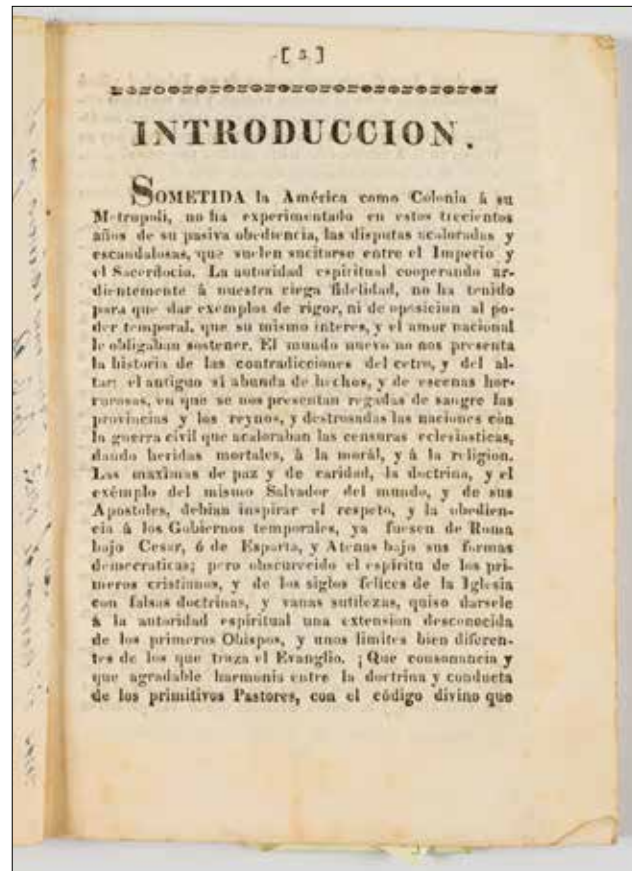 [ 3 ]
INTRODUCCION.
SOMETIDA la América como Colonia á su
Metropoli, no ha experimentado en estos trecientos
años de su pasiva obediencia, las disputas acaloradas y
escandalosas, que suelen sucitarse entre el Imperio y
el Sacerdocio. La autoridad espiritual cooperando ar-
dientemente á nuestra ciega fidelidad, no ha tenido
para que dar exemplos de rigor, ni de oposicion al po-
der temporal, que su mismo interes, y el amor nacional
le obligaban sostener. El mundo nuevo no nos presenta
la historia de las contradicciones del cetro, y del al-
tar: el antiguo si abunda de hechos, y de escenas hor-
rurosas, en que se nos presentan regadas de sangre las
provincias y los reynos, y destrosadas las naciones con
la guerra civil que acaloraban las censuras eclesiasticas,
dando heridas mortales, á la morál, y á la religion.
Las maximas de paz y de caridad, la doctrina, y el
exémplo del mismo Salvador del mundo, y de sus
Apostoles, debian inspirar el respeto, y la obedien-
cia á los Gobiernos temporales, ya fuesen de Roma
bajo Cesar, ó de Esparta, y Atenas bajo sus formas
democraticas; pero obscurecido el espiritu de los pri-
meros cristianos, y de los siglos felices de la Iglesia
con falsas doctrinas, y vanas sutilezas, quiso darsele
á la autoridad espiritual una extension desconocida
de los primeros Obispos, y unos limites bien diferen-
tes de los que traza el Evanglio. ¡Que consonancia y
que agradable harmonia entre la doctrina y conducta
de los primitivos Pastores, con el código divino que